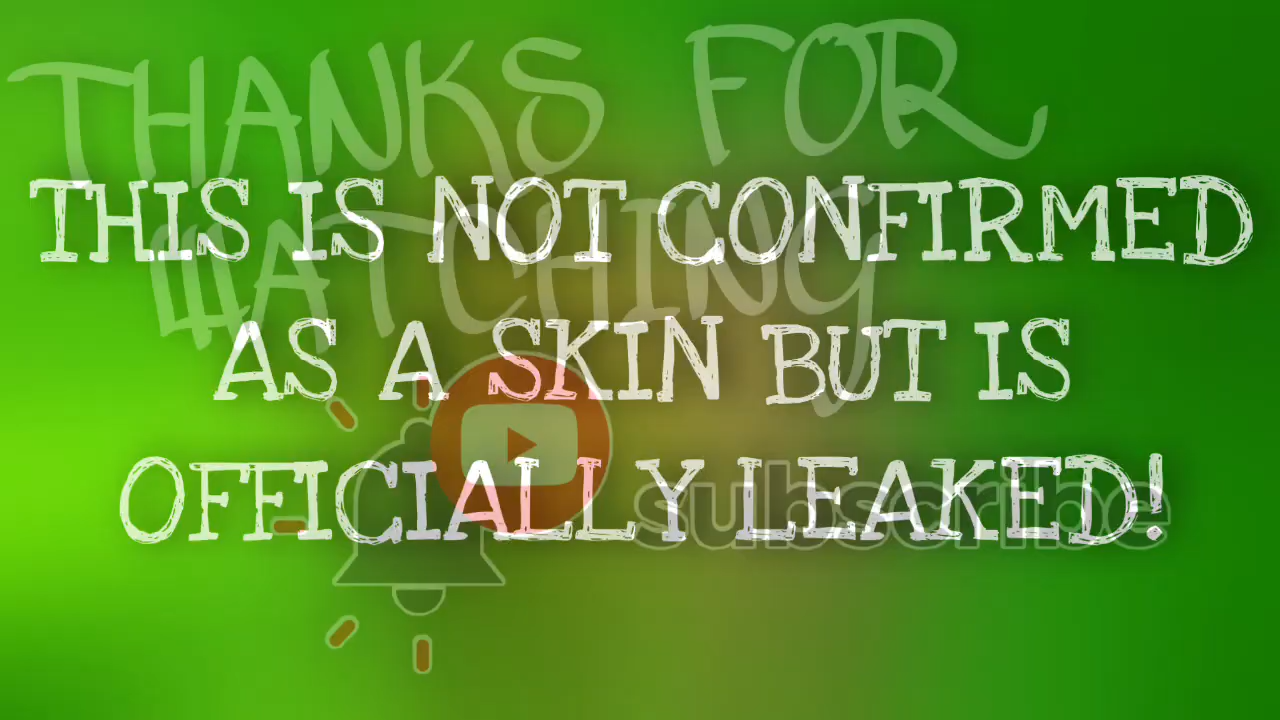 THANKS FOR
WATCHING
THIS IS NOT CONFIRMED
AS A SKIN BUT IS
OFFICIALLY LEAKED!
subscribe